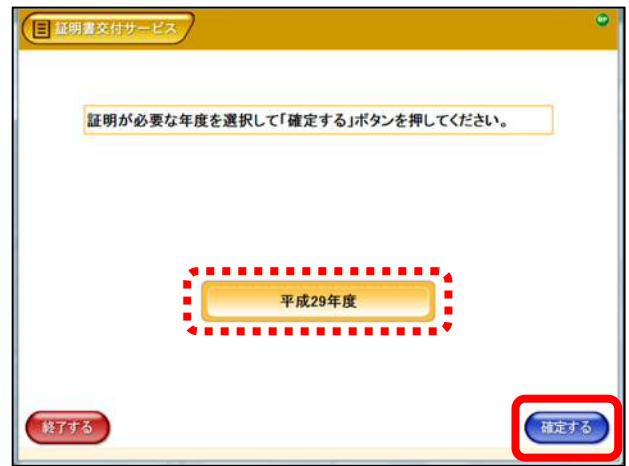 証明書交付サービス
証明が必要な年度を選択して「確定する」ボタンを押してください。
平成29年度
終了する
確定する